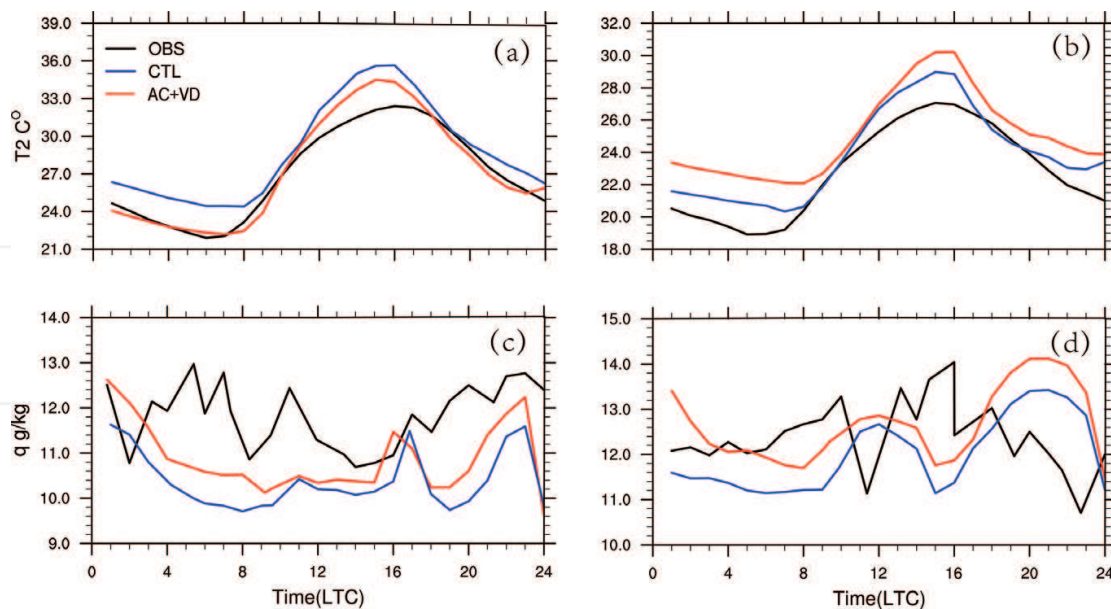 39.0
36.0
33.0
30.0
27.0
24.0
21.0
T2 C°
OBS
CTL
AC+VD
(a)
32.0
30.0
28.0
26.0
24.0
22.0
20.0
18.0
(b)
14.0
13.0
12.0
11.0
10.0
9.0
q g/kg
(c)
0 4 8 12 16 20 24
Time(LTC)
15.0
14.0
13.0
12.0
11.0
10.0
(d)
0 4 8 12 16 20 24
Time(LTC)